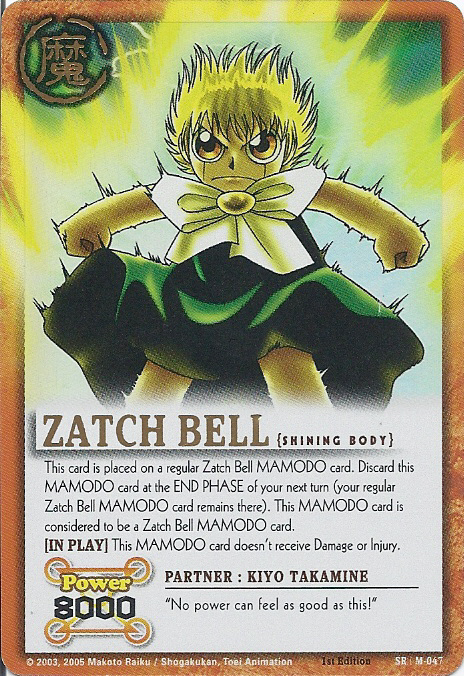 魔
ZATCH BELL {SHINING BODY}
This card is placed on a regular Zatch Bell MAMODO card. Discard this
MAMODO card at the END PHASE of your next turn (your regular
Zatch Bell MAMODO card remains there). This MAMODO card is
considered to be a Zatch Bell MAMODO card.
[IN PLAY] This MAMODO card doesn't receive Damage or Injury.
Power
8000
PARTNER : KIYO TAKAMINE
"No power can feel as good as this!"
© 2003, 2005 Makoto Raiku / Shogakukan, Toei Animation 1st Edition SR | M-047